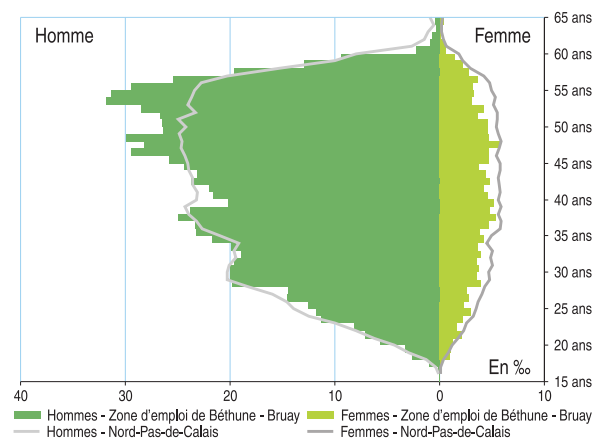 65 ans
Homme
Femme
60 ans
55 ans
50 ans
45 ans
40 ans
35 ans
30 ans
25 ans
20 ans
En ‰
15 ans
40 30 20 10 0 10
Hommes - Zone d'emploi de Béthune - Bruay Femmes - Zone d'emploi de Béthune - Bruay
Hommes - Nord-Pas-de-Calais Femmes - Nord-Pas-de-Calais